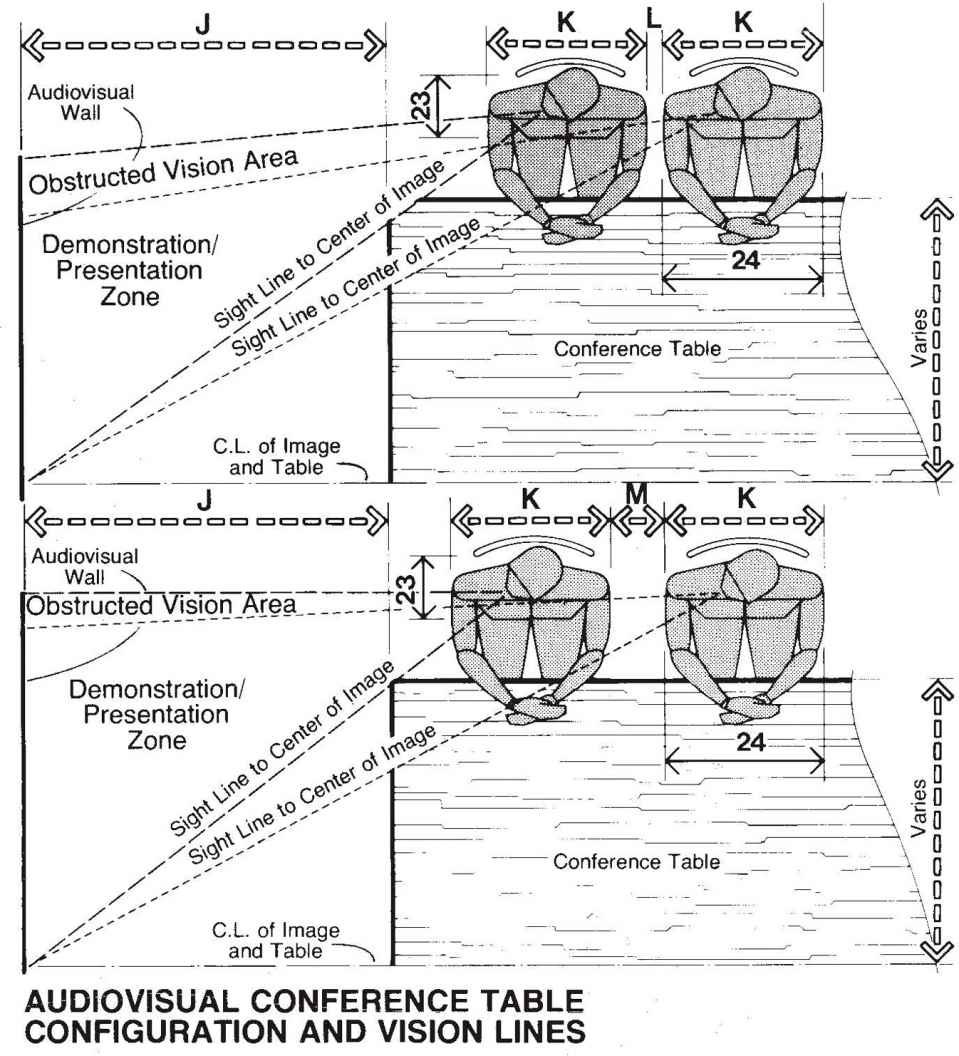 J
K
L
K
Audiovisual
Wall
23
Obstructed Vision Area
Sight Line to Center of Image
Sight Line to Center of Image
Demonstration/
Presentation
Zone
24
Conference Table
Varies
C.L. of Image
and Table
J
K
M
K
Audiovisual
Wall
23
Obstructed Vision Area
Demonstration/
Presentation
Zone
Sight Line to Center of Image
Sight Line to Center of Image
24
Conference Table
Varies
C.L. of Image
and Table
AUDIOVISUAL CONFERENCE TABLE
CONFIGURATION AND VISION LINES